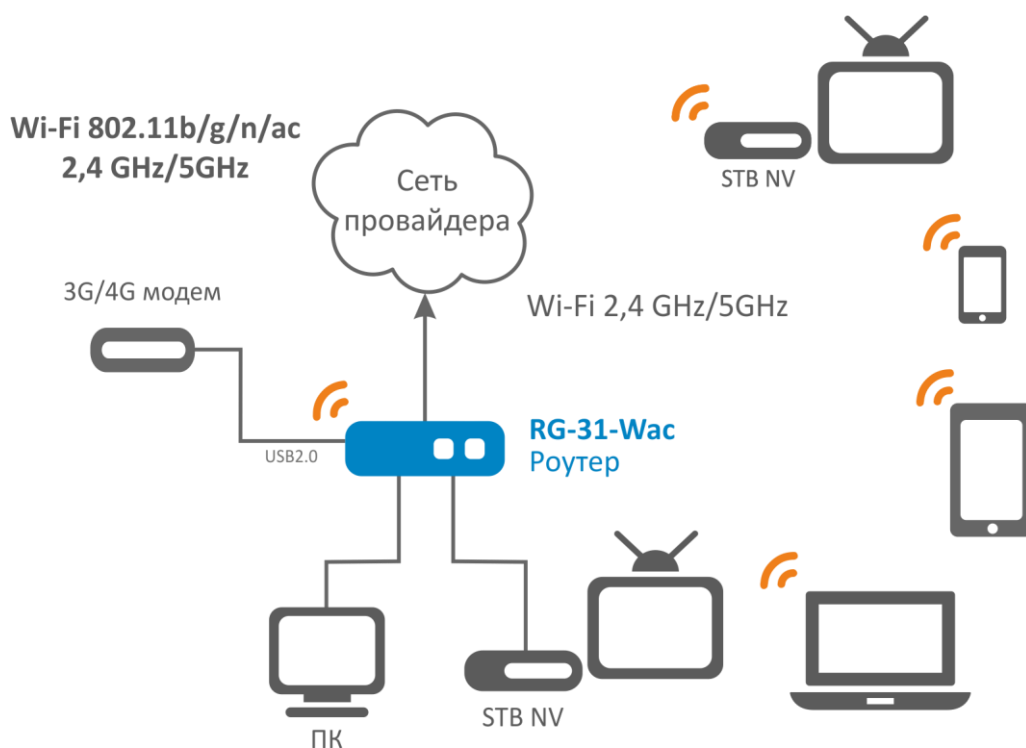 Wi-Fi 802.11b/g/n/ac
2,4 GHz/5GHz
Сеть
провайдера
STB NV
3G/4G модем
Wi-Fi 2,4 GHz/5GHz
USB2.0
RG-31-Wac
Роутер
STB NV
ПК